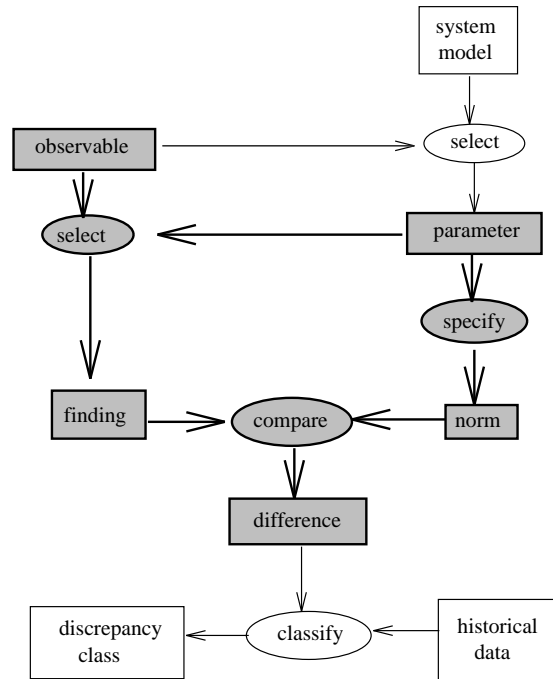 system
model
observable
select
select
parameter
specify
finding
compare
norm
difference
discrepancy
class
classify
historical
data